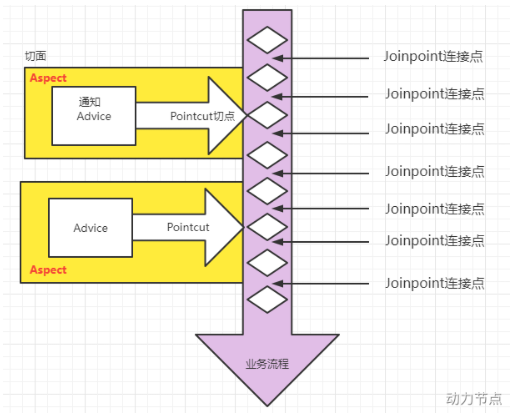 切面
Aspect
通知
Advice
Pointcut切点
Advice
Pointcut
Aspect
Joinpoint连接点
Joinpoint连接点
Joinpoint连接点
Joinpoint连接点
Joinpoint连接点
Joinpoint连接点
Joinpoint连接点
业务流程
动力节点